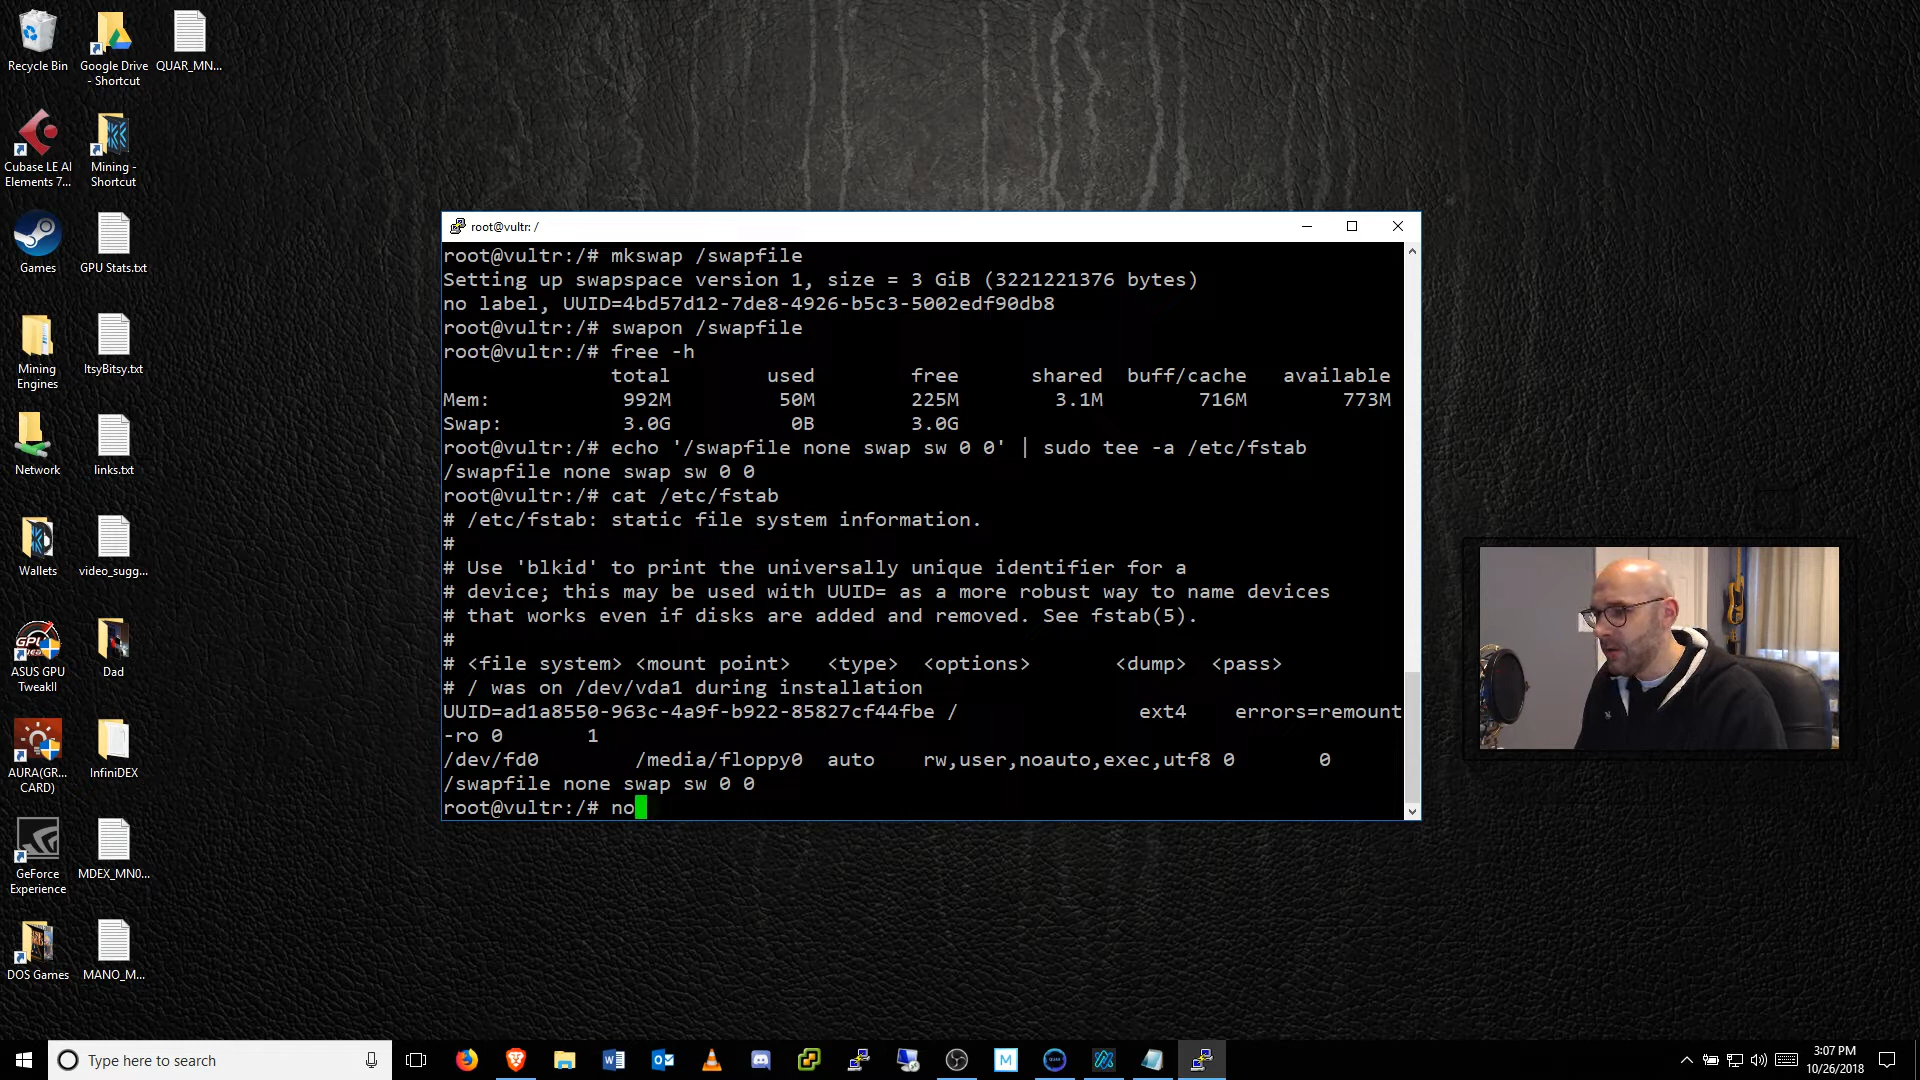 Recycle Bin
Google Drive
- Shortcut
QUAR_MN...
Cubase LE AI
Elements 7...
Mining -
Shortcut
Games
GPU Stats.txt
Mining
Engines
ItsyBitsy.txt
Network
links.txt
Wallets
video_sugg...
ASUS GPU
TweakII
Dad
AURA(GR...
CARD)
InfiniDEX
GeForce
Experience
MDEX_MN0...
DOS Games
MANO_M...
root@vultr: /
root@vultr:/# mkswap /swapfile
Setting up swapspace version 1, size = 3 GiB (3221221376 bytes)
no label, UUID=4bd57d12-7de8-4926-b5c3-5002edf90db8
root@vultr:/# swapon /swapfile
root@vultr:/# free -h
total used free shared buff/cache available
Mem: 992M 50M 225M 3.1M 716M 773M
Swap: 3.0G 0B 3.0G
root@vultr:/# echo '/swapfile none swap sw 0 0' | sudo tee -a /etc/fstab
/swapfile none swap sw 0 0
root@vultr:/# cat /etc/fstab
# /etc/fstab: static file system information.
#
# Use 'blkid' to print the universally unique identifier for a
# device; this may be used with UUID= as a more robust way to name devices
# that works even if disks are added and removed. See fstab(5).
#
# <file system> <mount point> <type> <options> <dump> <pass>
# / was on /dev/vda1 during installation
UUID=ad1a8550-963c-4a9f-b922-85827cf44fbe / ext4 errors=remount
-ro 0 1
/dev/fd0 /media/floppy0 auto rw,user,noauto,exec,utf8 0 0
/swapfile none swap sw 0 0
root@vultr:/# no
Type here to search
3:07 PM
10/26/2018